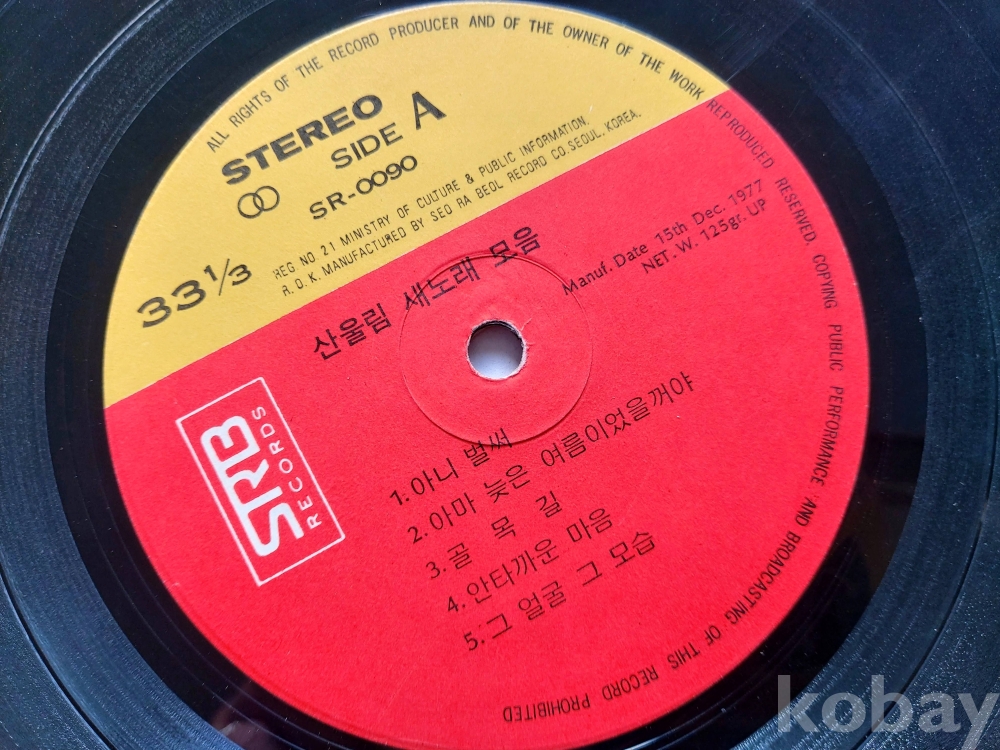 ALL RIGHTS OF THE RECORD PRODUCER AND OF THE OWNER OF THE WORK REPRODUCED RESERVED. COPYING PUBLIC PERFORMANCE AND BROADCASTING OF THIS RECORD PROHIBITED
STEREO
SIDE A
SR-0090
REG NO.21 MINISTRY OF CULTURE & PUBLIC INFORMATION,
R.O.K. MANUFACTURED BY SEO RA BEOL RECORD CO. SEOUL, KOREA.
33 1/3
산울림 새노래 모음
Manuf. Date 15th Dec. 1977
NET. W. 125gr. UP
SRB
RECORDS
1. 아니 벌써
2. 아마 늦은 여름이었을꺼야
3. 골 목 길
4. 안타까운 마음
5. 그 얼굴 그 모습
kobay